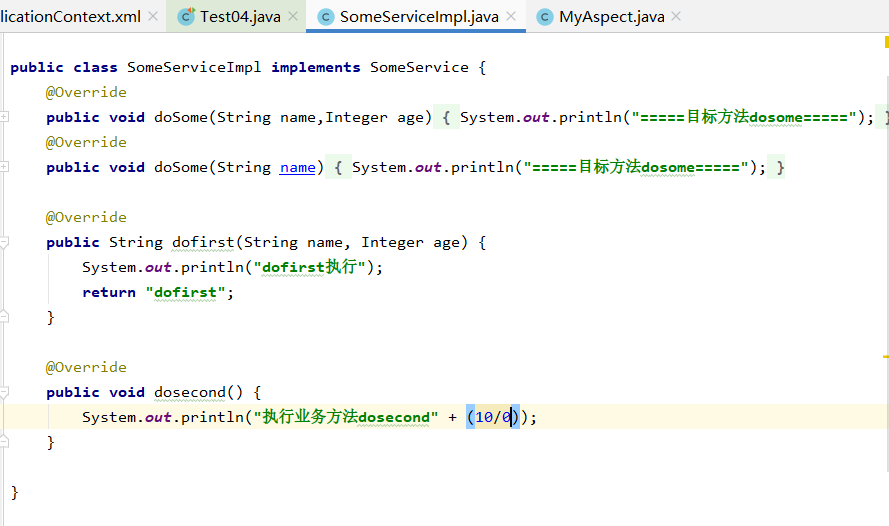 licationContext.xml Test04.java SomeServiceImpl.java MyAspect.java
public class SomeServiceImpl implements SomeService {
@Override
public void doSome(String name,Integer age) { System.out.println("=====目标方法dosome====="); }
@Override
public void doSome(String name) { System.out.println("=====目标方法dosome====="); }
@Override
public String dofirst(String name, Integer age) {
System.out.println("dofirst执行");
return "dofirst";
}
@Override
public void dosecond() {
System.out.println("执行业务方法dosecond" + (10/0));
}
}